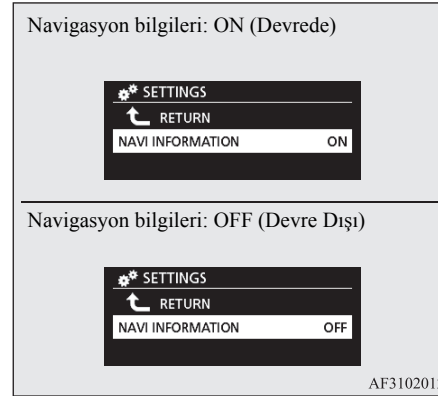 Navigasyon bilgileri: ON (Devrede)
SETTINGS
RETURN
NAVI INFORMATION ON
Navigasyon bilgileri: OFF (Devre Dışı)
SETTINGS
RETURN
NAVI INFORMATION OFF